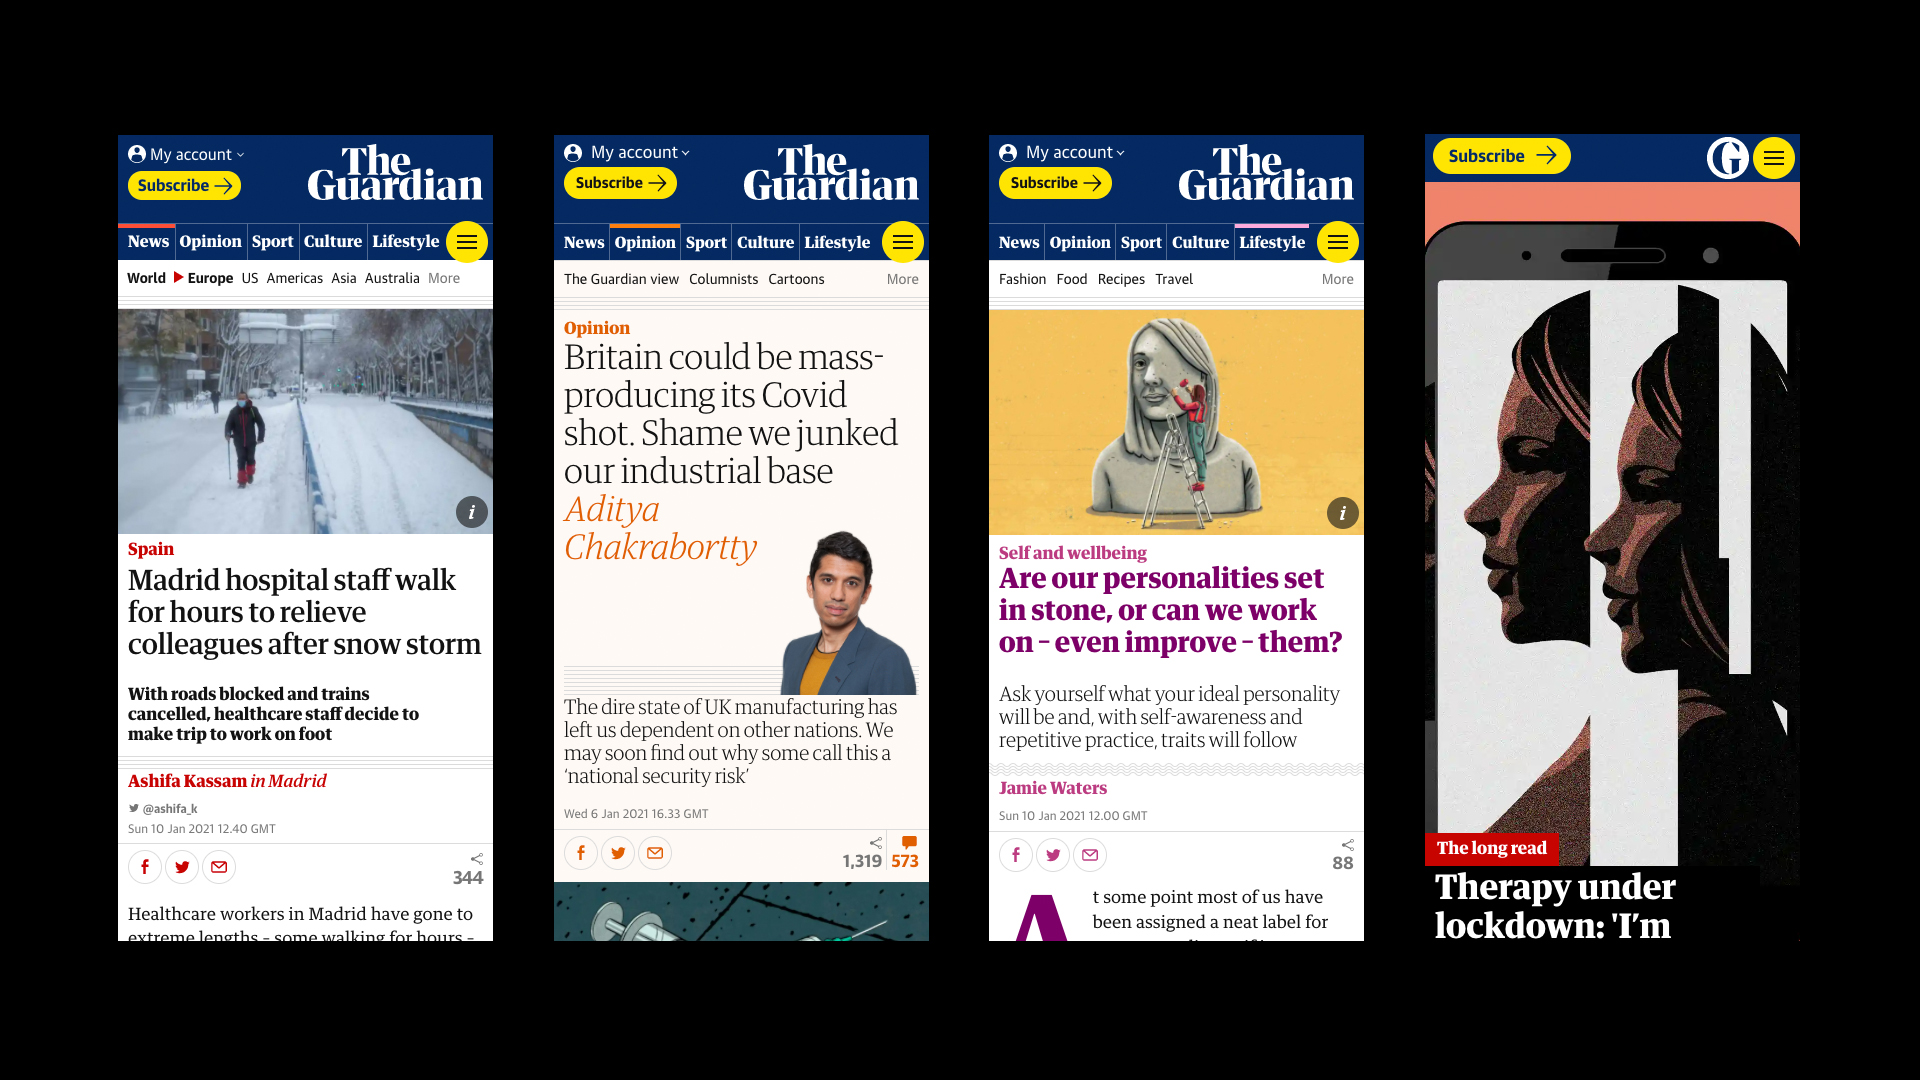 My account
Subscribe
The
Guardian
News Opinion Sport Culture Lifestyle
World Europe US Americas Asia Australia More
i
Spain
Madrid hospital staff walk
for hours to relieve
colleagues after snow storm
With roads blocked and trains
cancelled, healthcare staff decide to
make trip to work on foot
Ashifa Kassam in Madrid
@ashifa_k
Sun 10 Jan 2021 12.40 GMT
344
Healthcare workers in Madrid have gone to
extreme lengths – some walking for hours –
My account
Subscribe
The
Guardian
News Opinion Sport Culture Lifestyle
The Guardian view Columnists Cartoons More
Opinion
Britain could be mass-
producing its Covid
shot. Shame we junked
our industrial base
Aditya
Chakrabortty
The dire state of UK manufacturing has
left us dependent on other nations. We
may soon find out why some call this a
‘national security risk’
Wed 6 Jan 2021 16.33 GMT
1,319 573
My account
Subscribe
The
Guardian
News Opinion Sport Culture Lifestyle
Fashion Food Recipes Travel More
i
Self and wellbeing
Are our personalities set
in stone, or can we work
on – even improve – them?
Ask yourself what your ideal personality
will be and, with self-awareness and
repetitive practice, traits will follow
Jamie Waters
Sun 10 Jan 2021 12.00 GMT
88
At some point most of us have
been assigned a neat label for
Subscribe
G
The long read
Therapy under
lockdown: 'I’m